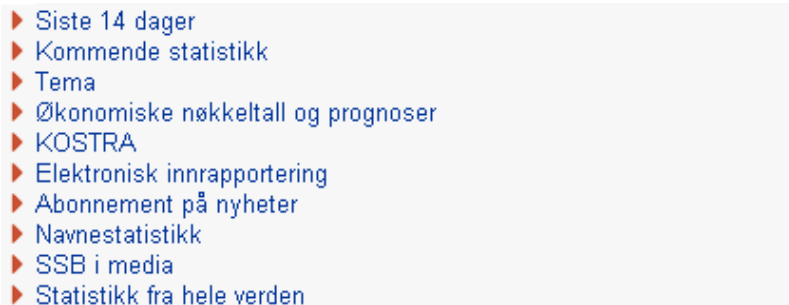 Siste 14 dager
Kommende statistikk
Tema
Økonomiske nøkkeltall og prognoser
KOSTRA
Elektronisk innrapportering
Abonnement på nyheter
Navnestatistikk
SSB i media
Statistikk fra hele verden